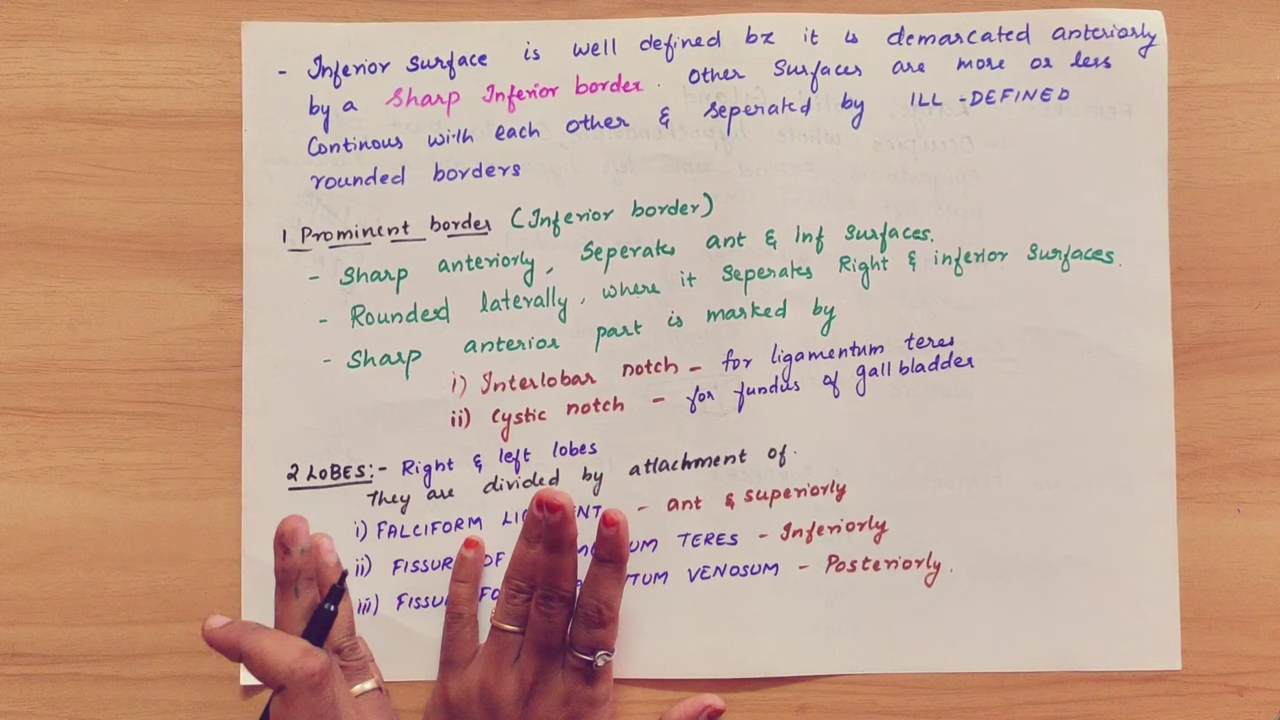 - Inferior surface is well defined bz it is demarcated anteriorly
by a Sharp Inferior border. Other surfaces are more or less
Continous with each other & seperated by ILL-DEFINED
rounded borders
1 Prominent border (Inferior border)
- Sharp anteriorly, Seperates ant & Inf Surfaces.
- Rounded laterally, where it Seperates Right & inferior Surfaces.
- Sharp anterior part is marked by
i) Interlobar notch - for ligamentum teres
ii) Cystic notch - for fundus of gall bladder
2 LOBES:- Right & left lobes
They are divided by attachment of.
i) FALCIFORM - ant & superiorly
ii) OF TERES - Inferiorly
iii) VENOSUM - Posteriorly.